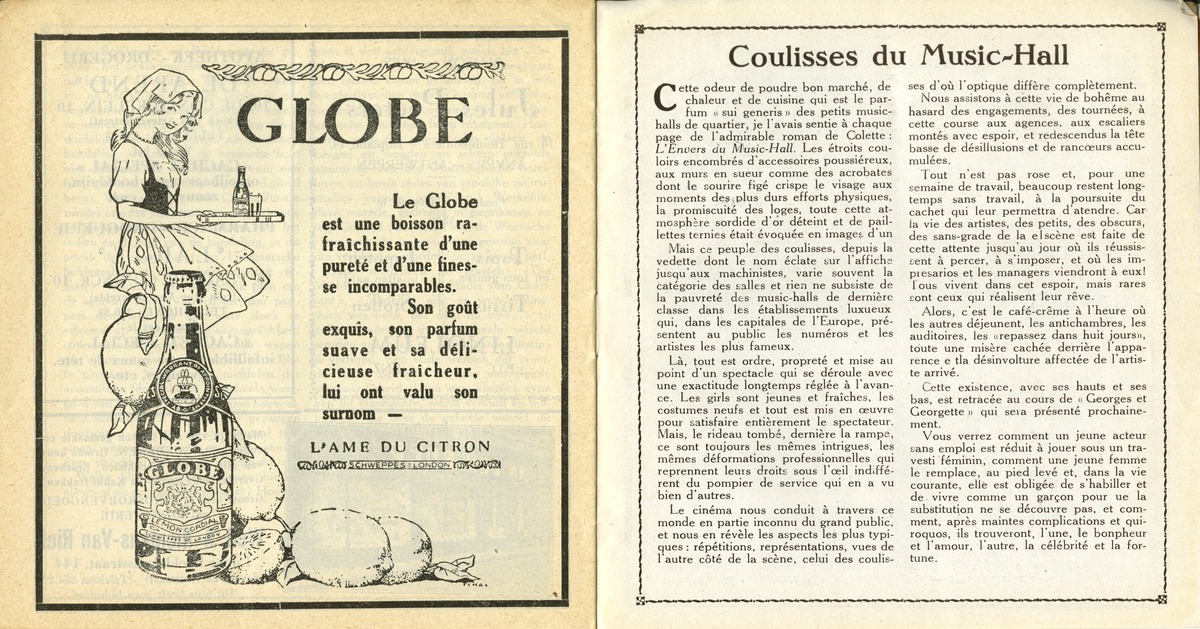 GLOBE
Le Globe
est une boisson ra-
fraîchissante d'une
pureté et d'une fines-
se incomparables.
Son goût
exquis, son parfum
suave et sa déli-
cieuse fraicheur,
lui ont valu son
surnom —
L'AME DU CITRON
SCHWEPPES : LONDON
GLOBE
LEMON CORDIAL
Coulisses du Music-Hall
Cette odeur de poudre bon marché, de
chaleur et de cuisine qui est le par-
fum « sui generis » des petits music-
halls de quartier, je l'avais sentie à chaque
page de l'admirable roman de Colette :
L'Envers du Music-Hall. Les étroits cou-
loirs encombrés d'accessoires poussiéreux,
aux murs en sueur comme des acrobates
dont le sourire figé crispe le visage aux
moments des plus durs efforts physiques,
la promiscuité des loges, toute cette at-
mosphère sordide d'or déteint et de pail-
lettes ternies était évoquée en images d'un
Mais ce peuple des coulisses, depuis la
vedette dont le nom éclate sur l'affiche
jusqu'aux machinistes, varie souvent la
catégorie des salles et rien ne subsiste de
la pauvreté des music-halls de dernière
classe dans les établissements luxueux
qui, dans les capitales de l'Europe, pré-
sentent au public les numéros et les
artistes les plus fameux.
Là, tout est ordre, propreté et mise au
point d'un spectacle qui se déroule avec
une exactitude longtemps réglée à l'avan-
ce. Les girls sont jeunes et fraîches, les
costumes neufs et tout est mis en œuvre
pour satisfaire entièrement le spectateur.
Mais, le rideau tombé, dernière la rampe,
ce sont toujours les mêmes intrigues, les
mêmes déformations professionnelles qui
reprennent leurs droits sous l'œil indiffé-
rent du pompier de service qui en a vu
bien d'autres.
Le cinéma nous conduit à travers ce
monde en partie inconnu du grand public,
et nous en révèle les aspects les plus typi-
ques : répétitions, représentations, vues de
l'autre côté de la scène, celui des coulis-
ses d'où l'optique diffère complètement.
Nous assistons à cette vie de bohême au
hasard des engagements, des tournées, à
cette course aux agences, aux escaliers
montés avec espoir, et redescendus la tête
basse de désillusions et de rancœurs accu-
mulées.
Tout n'est pas rose et, pour une
semaine de travail, beaucoup restent long-
temps sans travail, à la poursuite du
cachet qui leur permettra d'atendre. Car
la vie des artistes, des petits, des obscurs,
des sans-grade de la elscène est faite de
cette attente jusqu'au jour où ils réussis-
sent à percer, à s'imposer, et où les im-
presarios et les managers viendront à eux!
Tous vivent dans cet espoir, mais rares
sont ceux qui réalisent leur rêve.
Alors, c'est le café-crême à l'heure où
les autres déjeunent, les antichambres, les
auditoires, les «repassez dans huit jours»,
toute une misère cachée derrière l'appa-
rence e tla désinvolture affectée de l'artis-
te arrivé.
Cette existence, avec ses hauts et ses
bas, est retracée au cours de « Georges et
Georgette » qui sera présenté prochaine-
ment.
Vous verrez comment un jeune acteur
sans emploi est réduit à jouer sous un tra-
vesti féminin, comment une jeune femme
le remplace, au pied levé et, dans la vie
courante, elle est obligée de s'habiller et
de vivre comme un garçon pour ue la
substitution ne se découvre pas, et com-
ment, après maintes complications et qui-
roquos, ils trouveront, l'une, le bonheur
et l'amour, l'autre, la célébrité et la for-
tune.